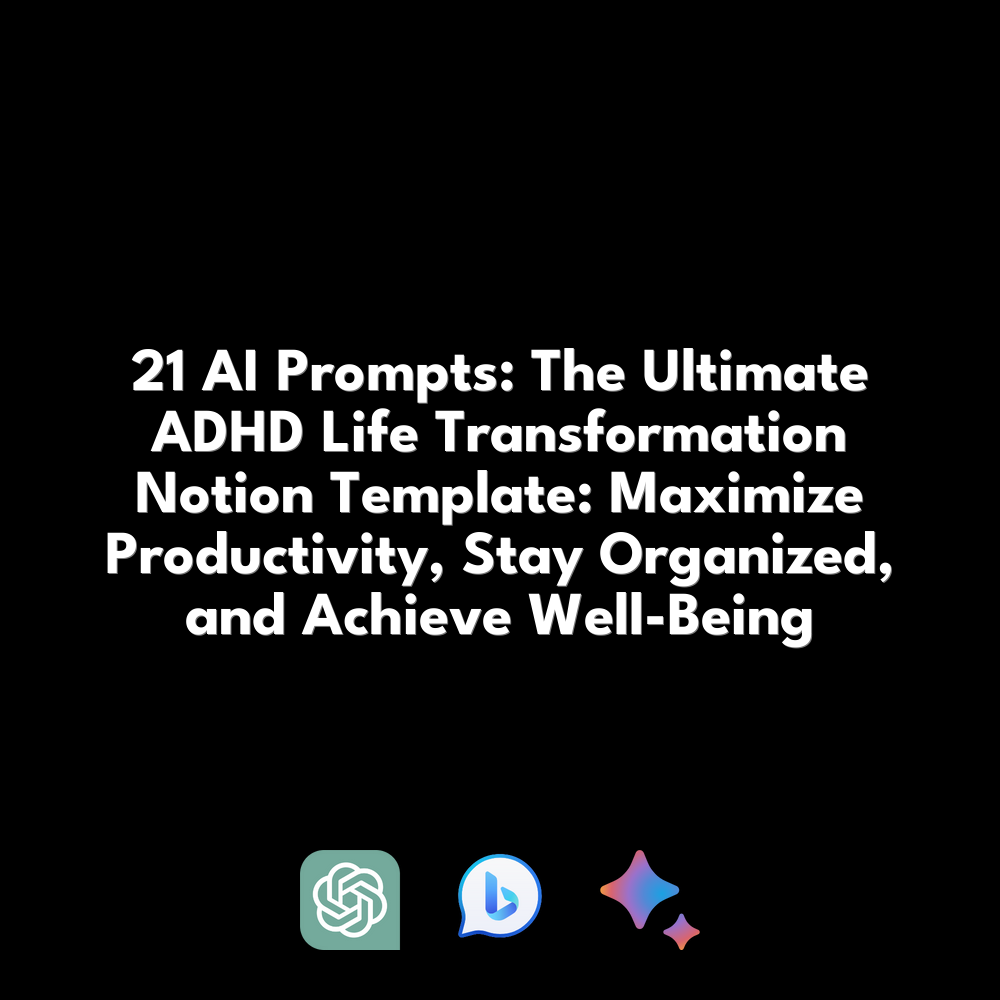 21 AI Prompts: The Ultimate
ADHD Life Transformation
Notion Template: Maximize
Productivity, Stay Organized,
and Achieve Well-Being